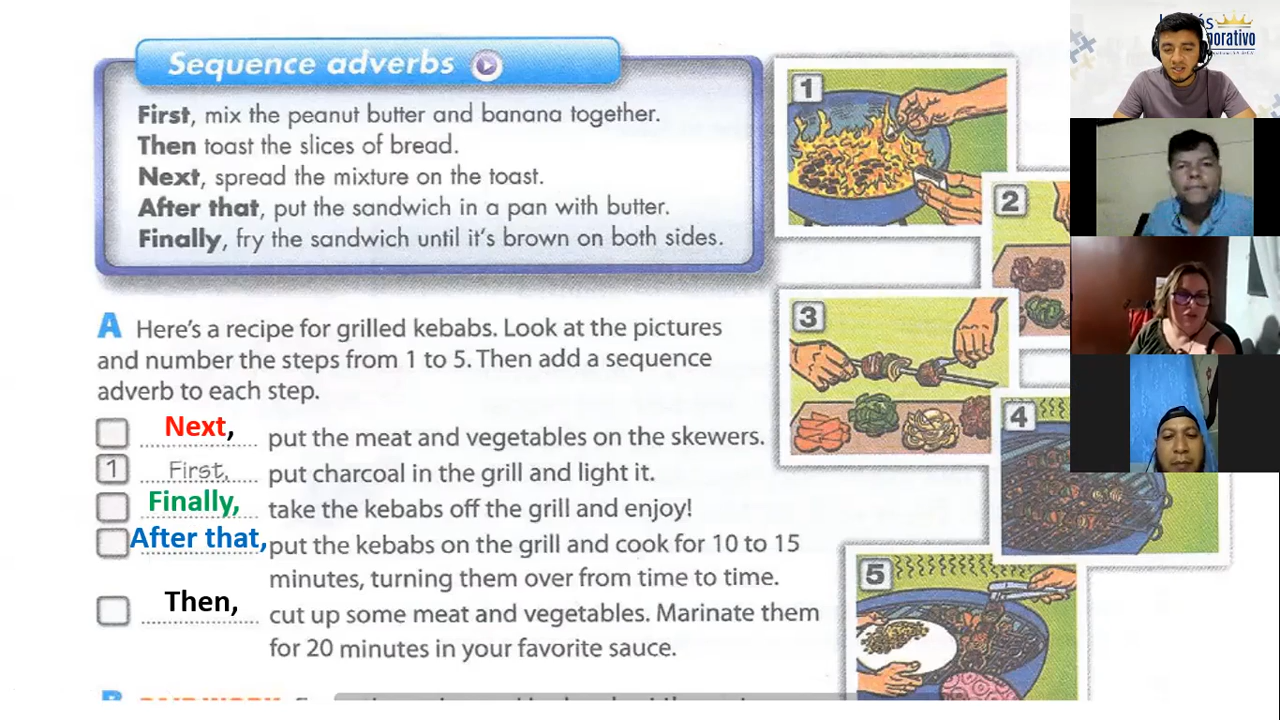 Sequence adverbs
First, mix the peanut butter and banana together.
Then toast the slices of bread.
Next, spread the mixture on the toast.
After that, put the sandwich in a pan with butter.
Finally, fry the sandwich until it's brown on both sides.
A Here's a recipe for grilled kebabs. Look at the pictures
and number the steps from 1 to 5. Then add a sequence
adverb to each step.
Next, put the meat and vegetables on the skewers.
1 First, put charcoal in the grill and light it.
Finally, take the kebabs off the grill and enjoy!
After that, put the kebabs on the grill and cook for 10 to 15
minutes, turning them over from time to time.
Then, cut up some meat and vegetables. Marinate them
for 20 minutes in your favorite sauce.
1
2
3
4
5